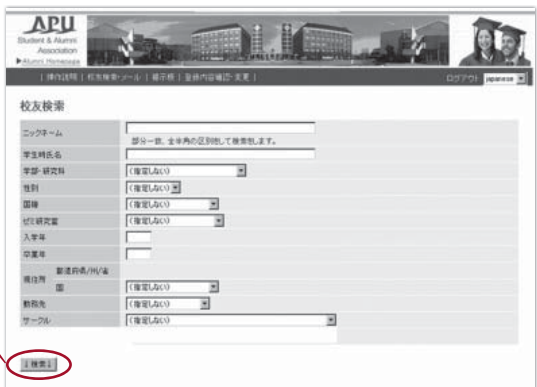 APU
Student & Alumni
Association
Alumni Homepage
| 操作説明 | 校友検索・メール | 掲示板 | 登録内容確認・変更 |
ログアウト japanese
校友検索
ニックネーム
部分一致、全半角の区別無しで検索します。
学生時氏名
学部・研究科 (指定しない)
性別 (指定しない)
国籍 (指定しない)
ゼミ研究室 (指定しない)
入学年
卒業年
現住所 都道府県/州/省
国 (指定しない)
勤務先 (指定しない)
サークル (指定しない)
↓検索↓